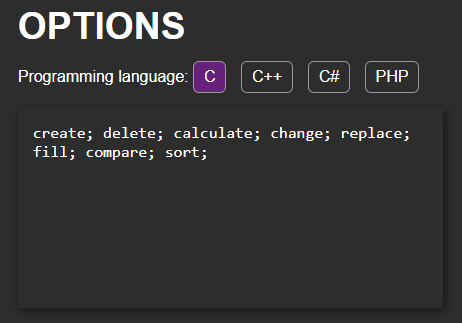 OPTIONS
Programming language: C C++ C# PHP
create; delete; calculate; change; replace;
fill; compare; sort;